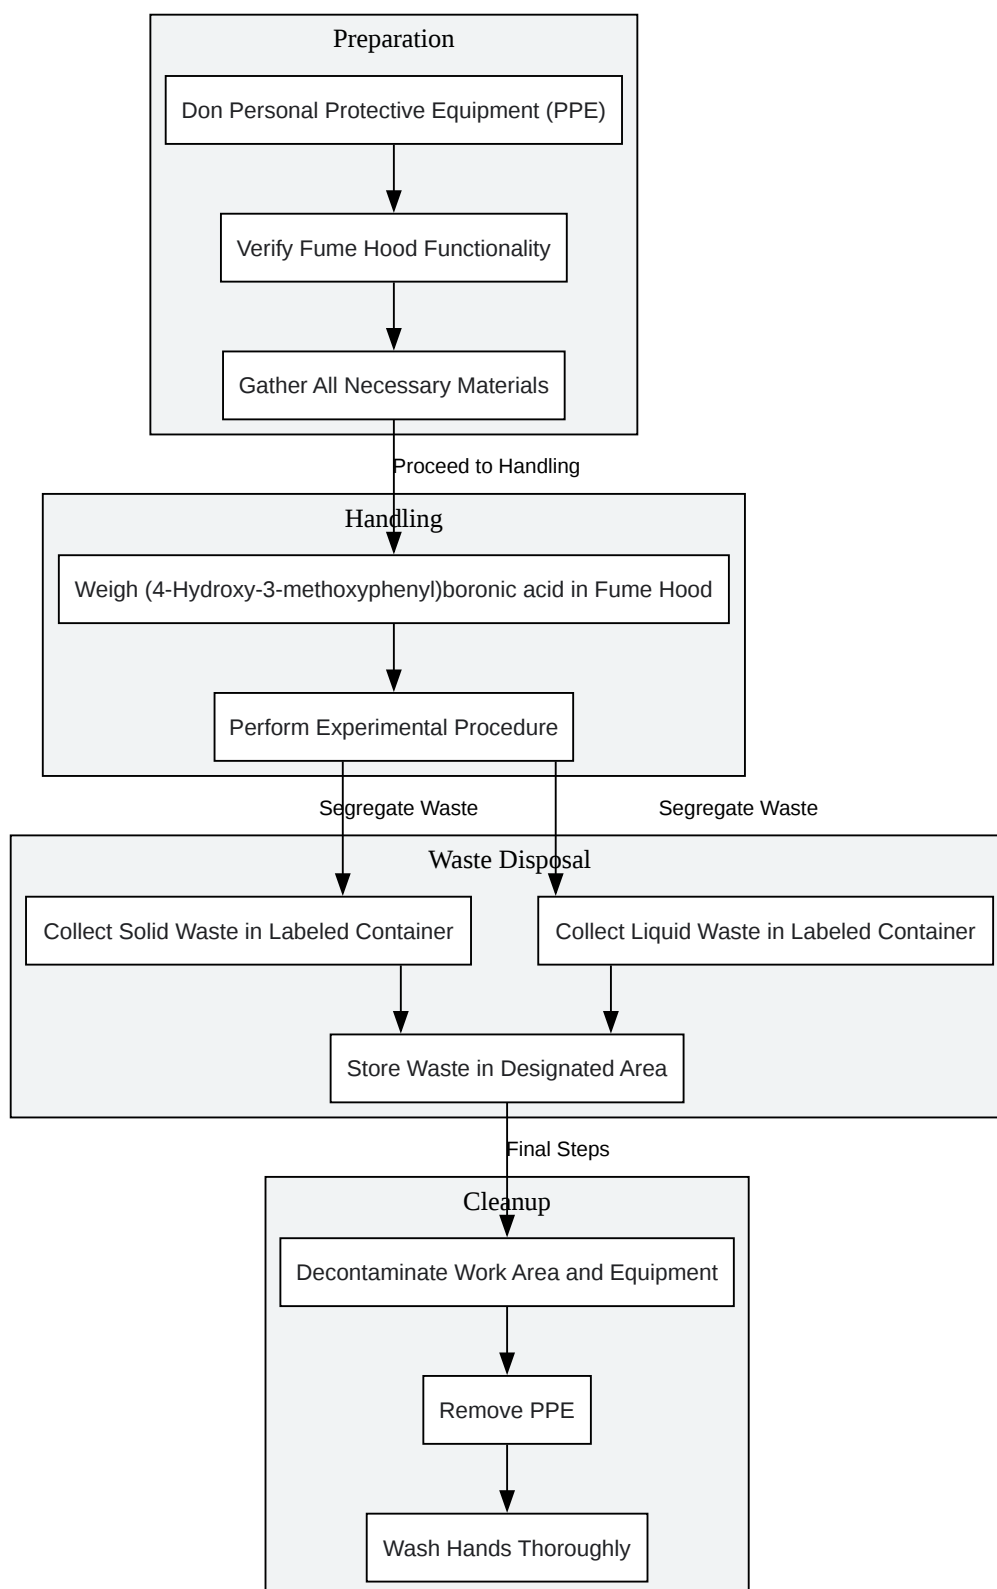 Preparation
Don Personal Protective Equipment (PPE)
Verify Fume Hood Functionality
Gather All Necessary Materials
Proceed to Handling
Handling
Weigh (4-Hydroxy-3-methoxyphenyl)boronic acid in Fume Hood
Perform Experimental Procedure
Segregate Waste
Segregate Waste
Waste Disposal
Collect Solid Waste in Labeled Container
Collect Liquid Waste in Labeled Container
Store Waste in Designated Area
Final Steps
Cleanup
Decontaminate Work Area and Equipment
Remove PPE
Wash Hands Thoroughly